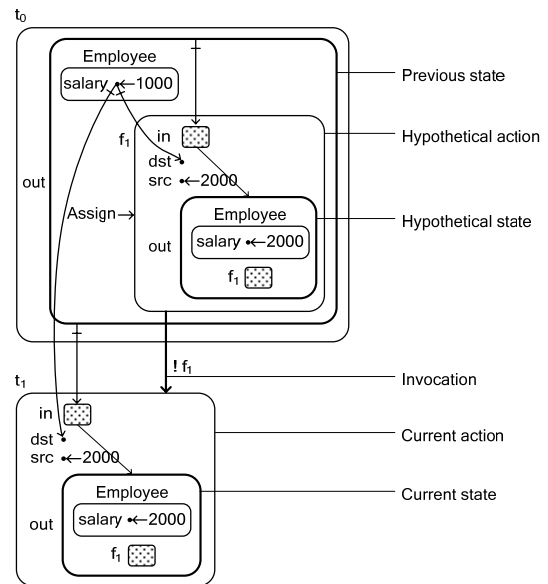 t0
Employee
salary 1000
Previous state
f1
in
Hypothetical action
dst
src 2000
out
Assign
Employee
Hypothetical state
salary 2000
out
f1
! f1
Invocation
t1
in
dst
Current action
src 2000
Employee
Current state
salary 2000
out
f1